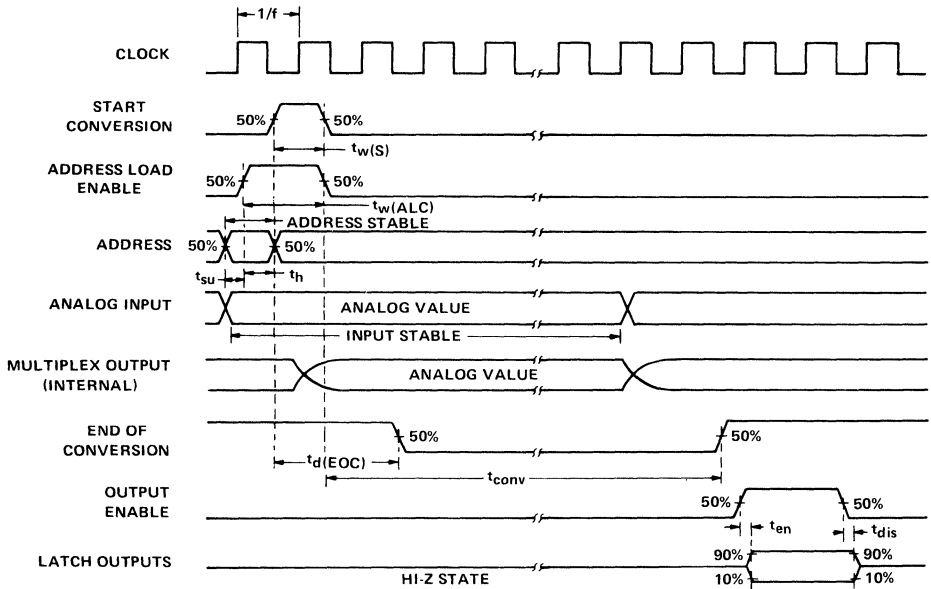 1/f
CLOCK
START
CONVERSION
50%
50%
tw(S)
ADDRESS LOAD
ENABLE
50%
50%
tw(ALC)
ADDRESS STABLE
ADDRESS
50%
50%
tsu
th
ANALOG INPUT
ANALOG VALUE
INPUT STABLE
MULTIPLEX OUTPUT
(INTERNAL)
ANALOG VALUE
END OF
CONVERSION
50%
50%
td(EOC)
tconv
OUTPUT
ENABLE
50%
50%
ten
tdis
LATCH OUTPUTS
90%
90%
HI-Z STATE
10%
10%